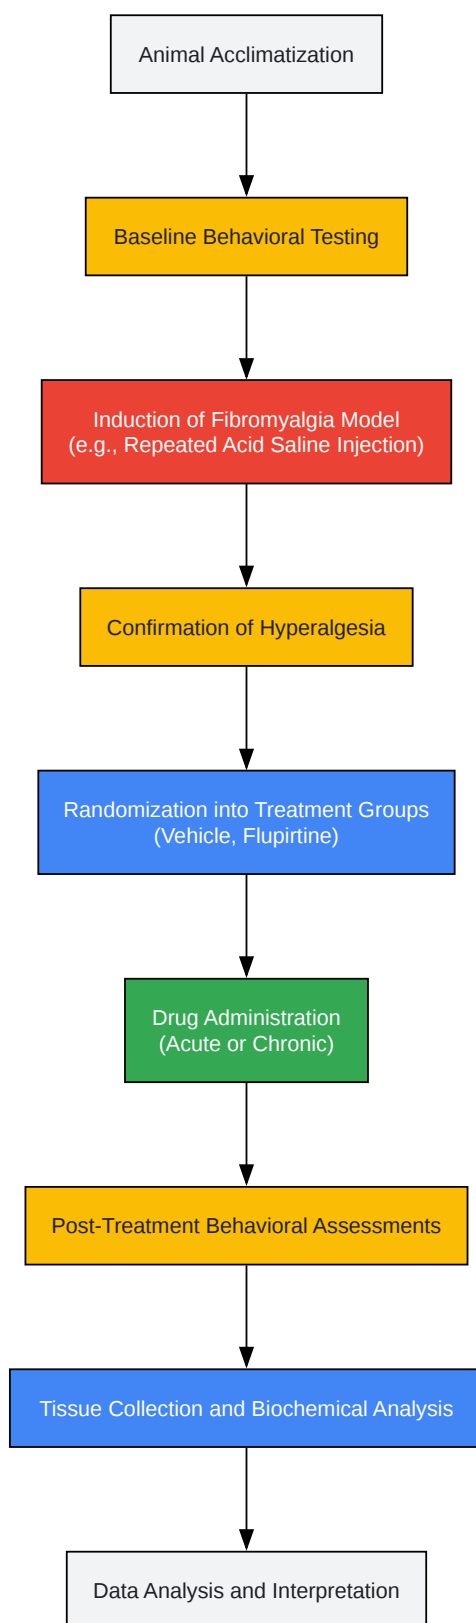 Animal Acclimatization
Baseline Behavioral Testing
Induction of Fibromyalgia Model
(e.g., Repeated Acid Saline Injection)
Confirmation of Hyperalgesia
Randomization into Treatment Groups
(Vehicle, Flupirtine)
Drug Administration
(Acute or Chronic)
Post-Treatment Behavioral Assessments
Tissue Collection and Biochemical Analysis
Data Analysis and Interpretation